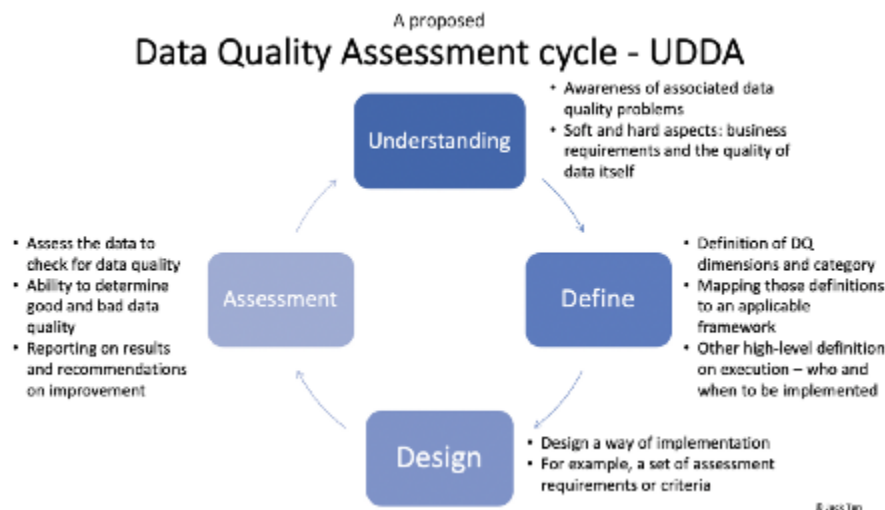 A proposed
Data Quality Assessment cycle - UDDA
Understanding
• Awareness of associated data
quality problems
• Soft and hard aspects: business
requirements and the quality of
data itself
Define
• Definition of DQ
dimensions and category
• Mapping those definitions
to an applicable
framework
• Other high-level definition
on execution – who and
when to be implemented
Design
• Design a way of implementation
• For example, a set of assessment
requirements or criteria
Assessment
• Assess the data to
check for data quality
• Ability to determine
good and bad data
quality
• Reporting on results
and recommendations
on improvement